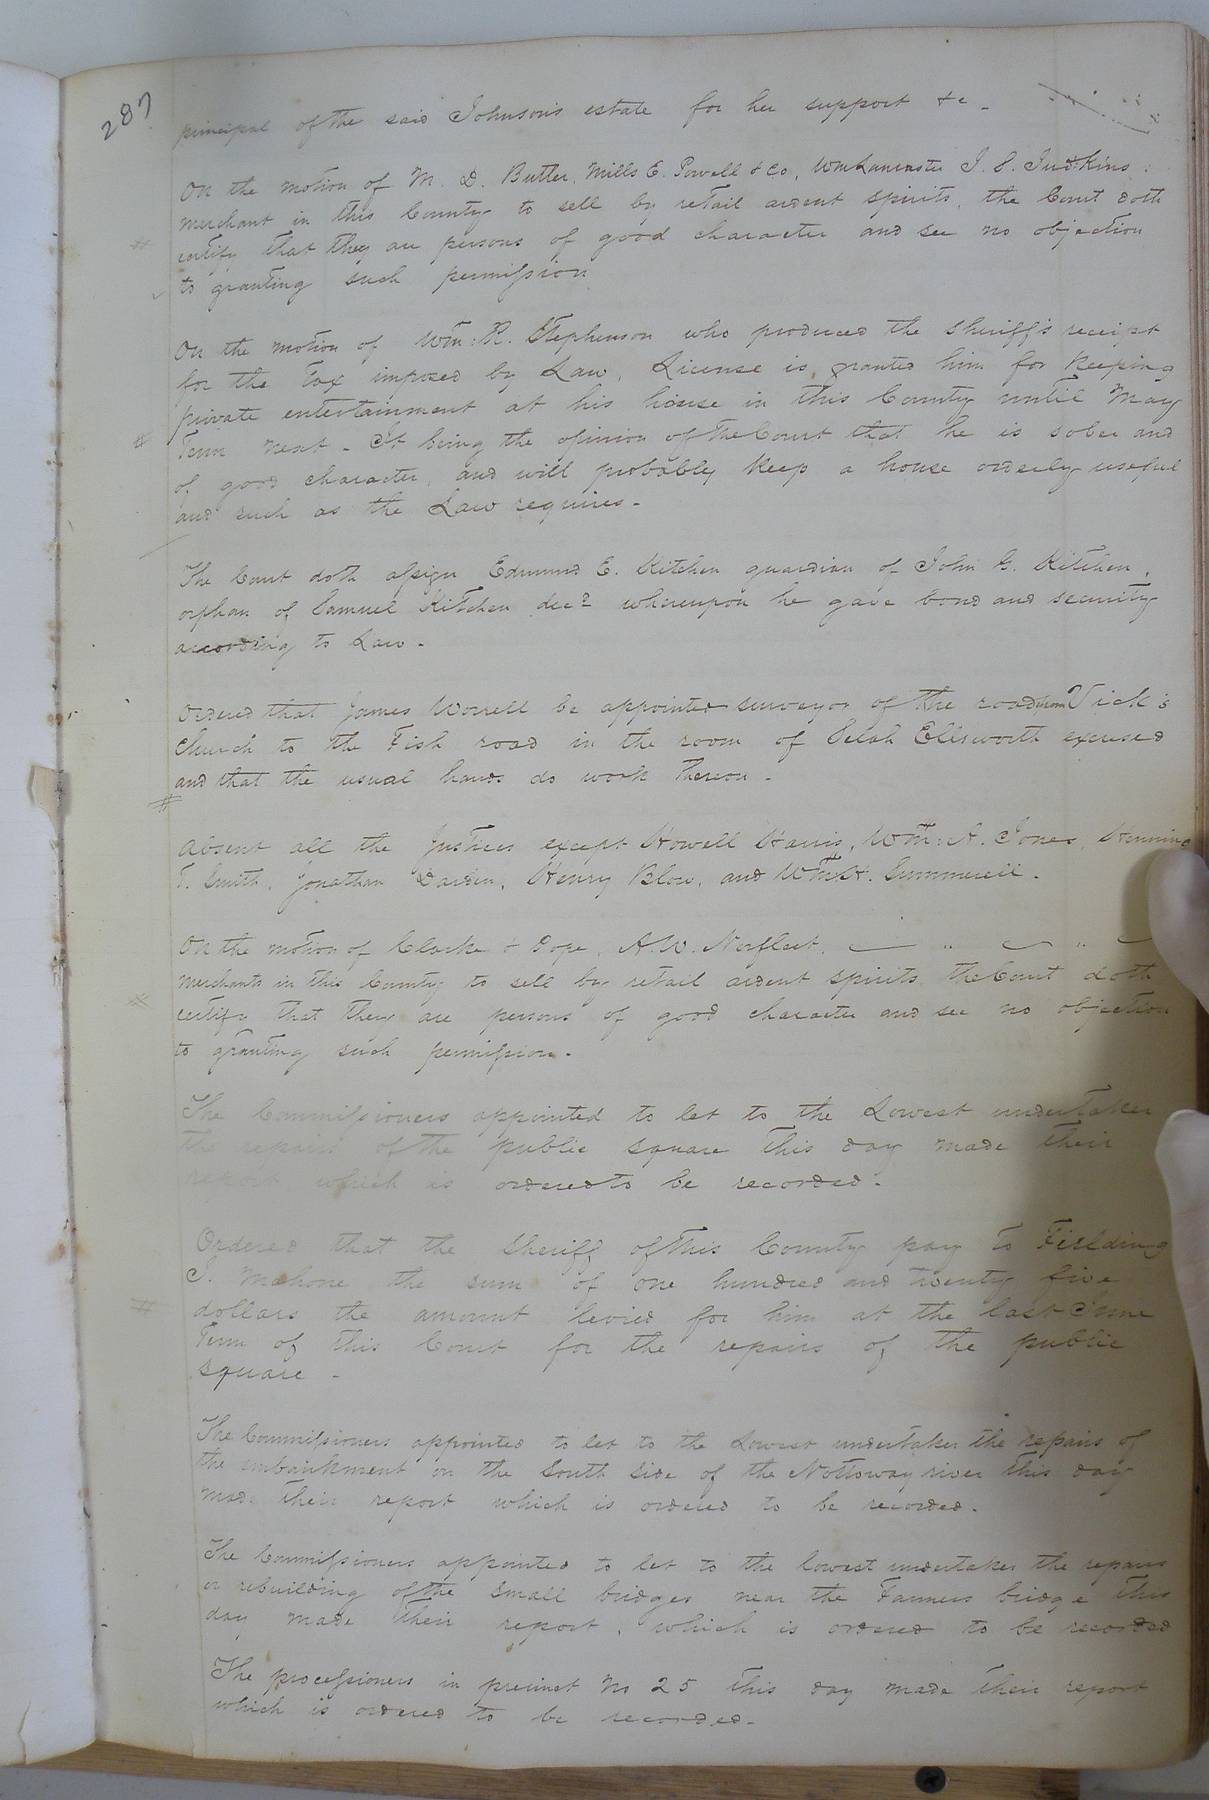 287
principal of the said Johnson's estate for her support &c -
On the motion of M. D. Butler, Mills E. Powell & Co, Wm Lancaster J. E. Judkins
merchant in this County to sell by retail ardent spirits, the Court doth
certify that they are persons of good character and see no objection
to granting such permission
On the motion of Wm: R. Stephenson who produced the sheriff's receipt
for the Tax imposed by Law, License is granted him for keeping
private entertainment at his house in this County until May
Term next - It being the opinion of the Court that he is sober and
of good character, and will probably keep a house orderly useful
and such as the Law requires -
The Court doth assign Edmund E. Kitchen guardian of John G. Kitchen,
orphan of Samuel Kitchen decd whereupon he gave bond and security
according to Law -
Ordered that James Worrell be appointed surveyor of the road from Vick's
Church to the Fish road in the room of Selah Ellsworth excused
and that the usual hands do work thereon -
Absent all the Justices except Howell Harris, Wm: A. Jones, Henning
T. Smith, Jonathan Darden, Henry Blow, and Wm H. Summerell.
On the motion of Clarke & Pope, A. W. Norfleet,
merchants in this County to sell by retail ardent spirits the Court doth
certify that they are persons of good character and see no objection
to granting such permission -
The Commissioners appointed to let to the Lowest undertaker
the repairs of the public square this day made their
report which is ordered to be recorded -
Ordered that the Sheriff of this County pay to Fielding
J. Mahone the sum of one hundred and twenty five
dollars the amount levied for him at the last June
Term of this Court for the repairs of the public
square -
The Commissioners appointed to let to the Lowest undertaker the repairs of
the embankment on the South side of the Nottoway river this day
made their report which is ordered to be recorded.
The Commissioners appointed to let to the lowest undertaker the repairs
or rebuilding of the small bridges near the Farmers bridge this
day made their report, which is ordered to be recorded
The processioners in precinct No 25 this day made their report
which is ordered to be recorded -